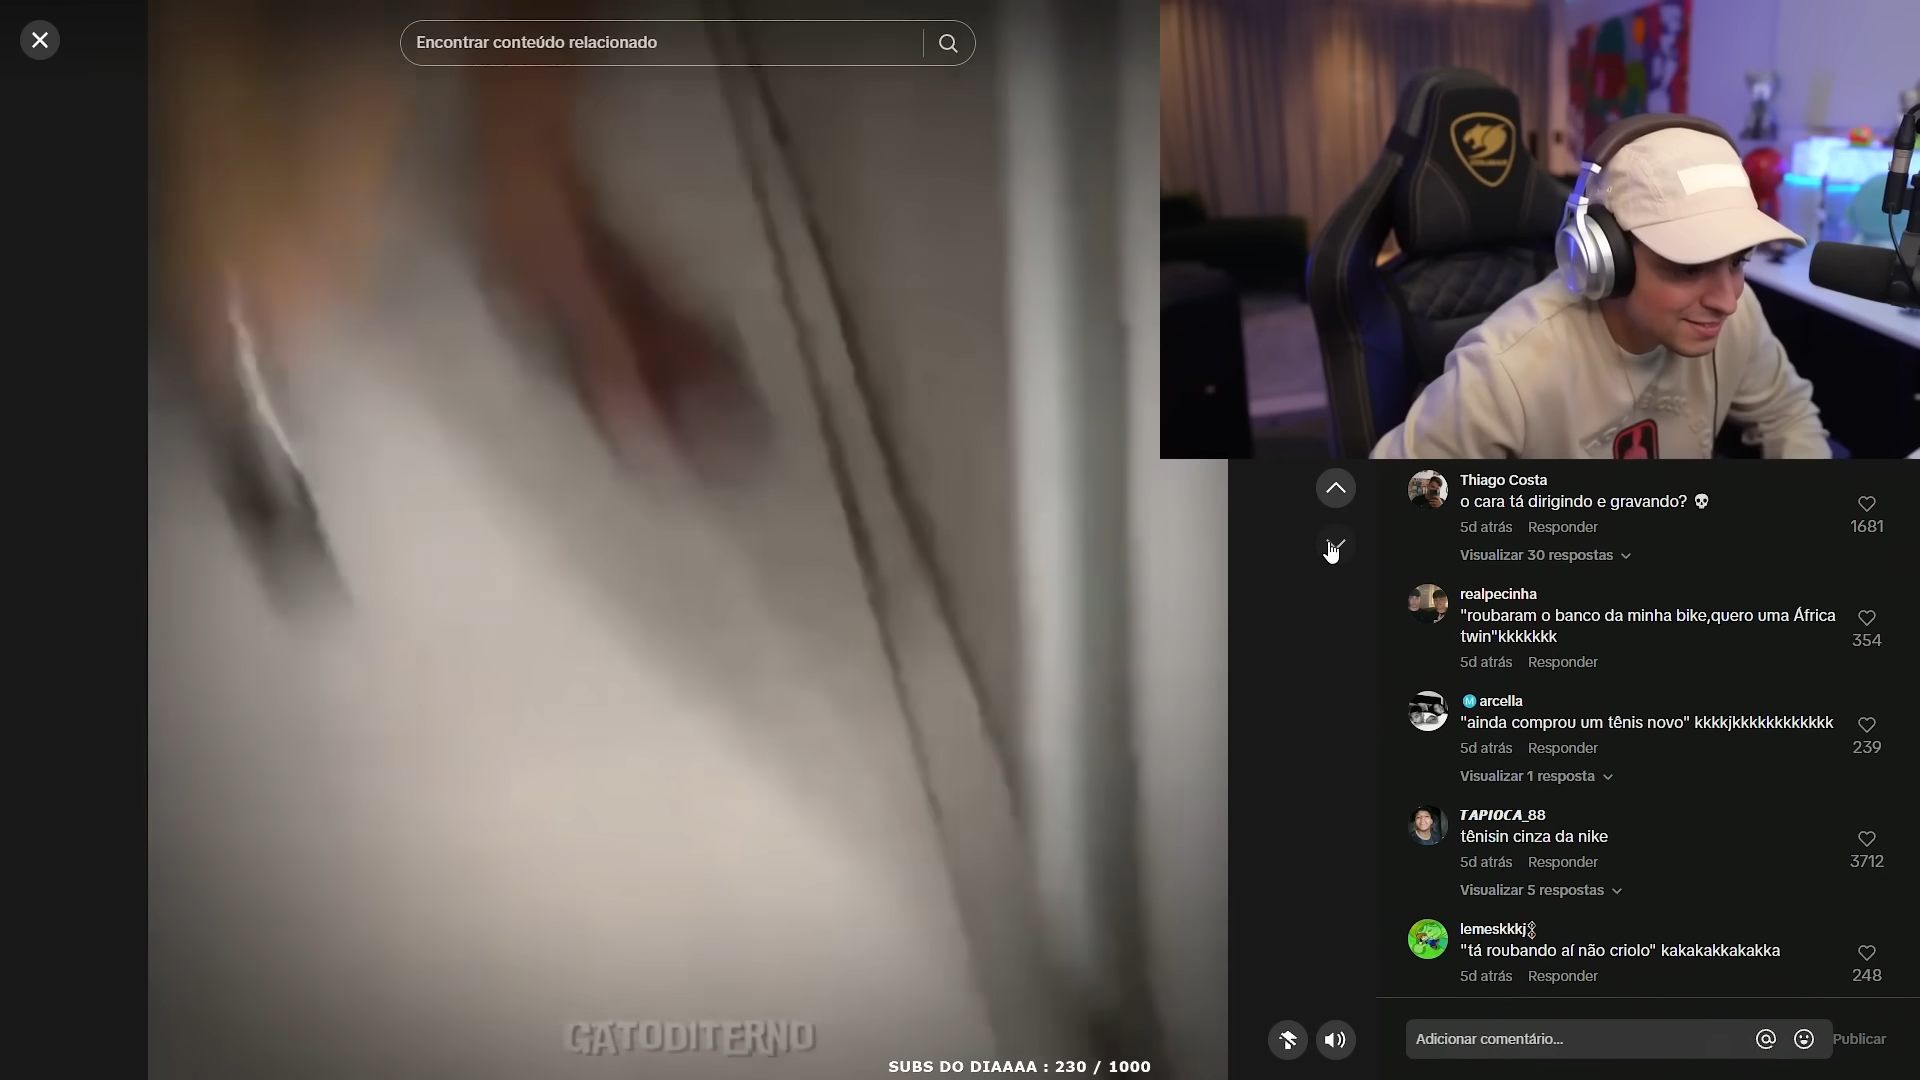 Encontrar conteúdo relacionado
Thiago Costa
o cara tá dirigindo e gravando? 💀
5d atrás Responder
1681
Visualizar 30 respostas
realpecinha
"roubaram o banco da minha bike,quero uma África
twin"kkkkkkk
354
5d atrás Responder
Ⓜ️arcella
"ainda comprou um tênis novo" kkkkjkkkkkkkkkkkk
239
5d atrás Responder
Visualizar 1 resposta
TAPIOCA_88
tênisin cinza da nike
5d atrás Responder
3712
Visualizar 5 respostas
lemeskkkj
"tá roubando aí não criolo" kakakakkakakka
5d atrás Responder
248
GATODITERNO
Adicionar comentário...
Publicar
SUBS DO DIAAAA : 230 / 1000